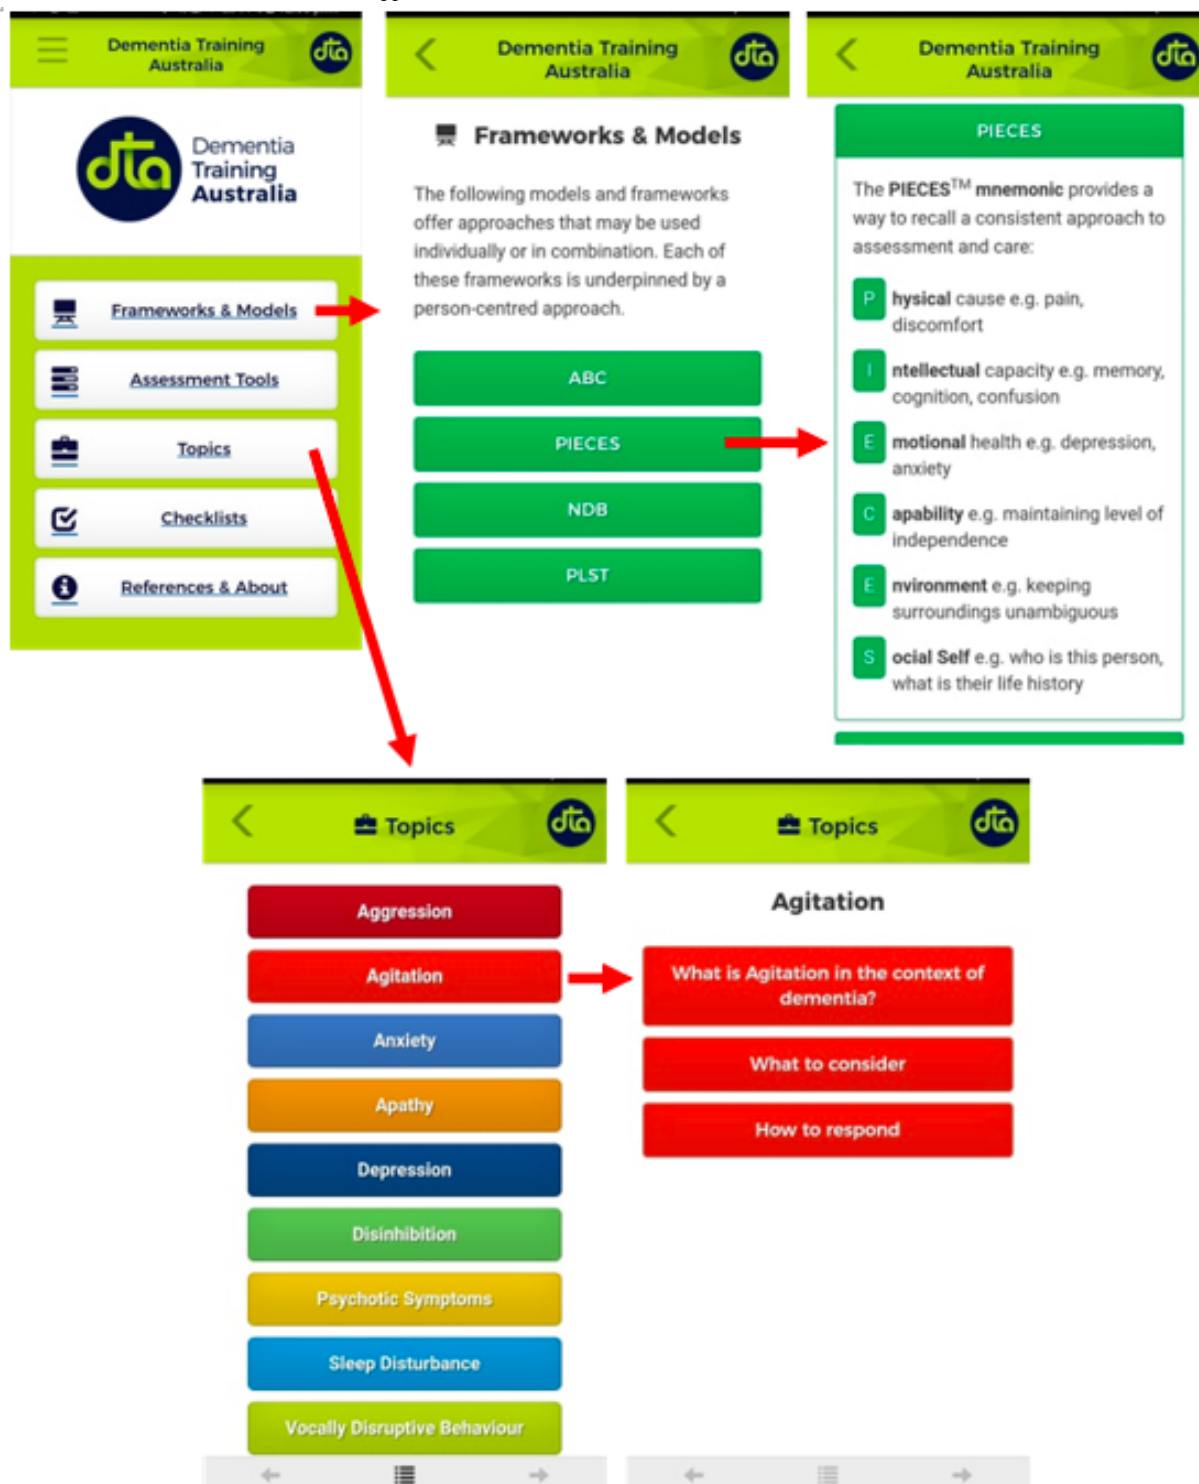 Dementia Training
Australia
dta
dta
Dementia
Training
Australia
Frameworks & Models
Assessment Tools
Topics
Checklists
References & About
Dementia Training
Australia
dta
Frameworks & Models
The following models and frameworks
offer approaches that may be used
individually or in combination. Each of
these frameworks is underpinned by a
person-centred approach.
ABC
PIECES
NDB
PLST
Dementia Training
Australia
dta
PIECES
The PIECES™ mnemonic provides a
way to recall a consistent approach to
assessment and care:
P hysical cause e.g. pain,
discomfort
I ntellectual capacity e.g. memory,
cognition, confusion
E motional health e.g. depression,
anxiety
C apability e.g. maintaining level of
independence
E nvironment e.g. keeping
surroundings unambiguous
S ocial Self e.g. who is this person,
what is their life history
Topics
dta
Aggression
Agitation
Anxiety
Apathy
Depression
Disinhibition
Psychotic Symptoms
Sleep Disturbance
Vocally Disruptive Behaviour
Topics
dta
Agitation
What is Agitation in the context of
dementia?
What to consider
How to respond